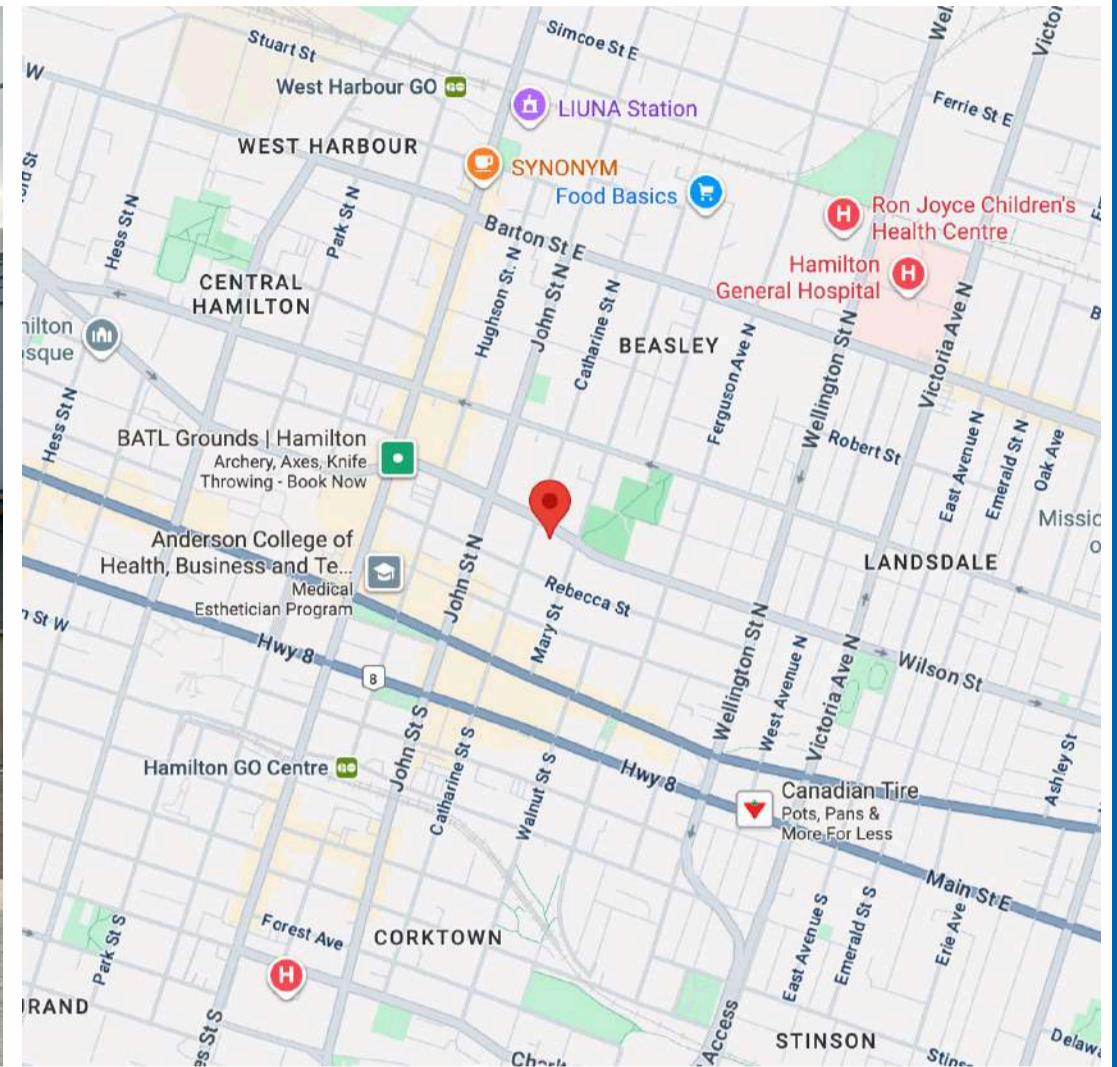 Stuart St
Simcoe St E
W
West Harbour GO
GO
LIUNA Station
Ferrie St E
WEST HARBOUR
SYNONYM
Food Basics
Ron Joyce Children's
Health Centre
H
Hess St N
Park St N
Barton St E
Hamilton
General Hospital
H
CENTRAL
HAMILTON
Hughson St. N
John St N
Catharine St N
BEASLEY
Ferguson Ave N
Wellington St N
Victoria Ave N
Hess St N
BATL Grounds | Hamilton
Archery, Axes, Knife
Throwing - Book Now
Robert St
East Avenue N
Emerald St N
Oak Ave
Anderson College of
Health, Business and Te...
Medical
Esthetician Program
John St N
Rebecca St
Mary St
LANDSDALE
Hwy 8
8
Wellington St N
West Avenue N
Victoria Ave N
Wilson St
Hamilton GO Centre
GO
John St S
Catharine St S
Walnut St S
Hwy 8
Canadian Tire
Pots, Pans &
More For Less
Ashley St
Main St E
Park St S
Forest Ave
CORKTOWN
East Avenue S
Emerald St S
Erie Ave
H
Access
STINSON